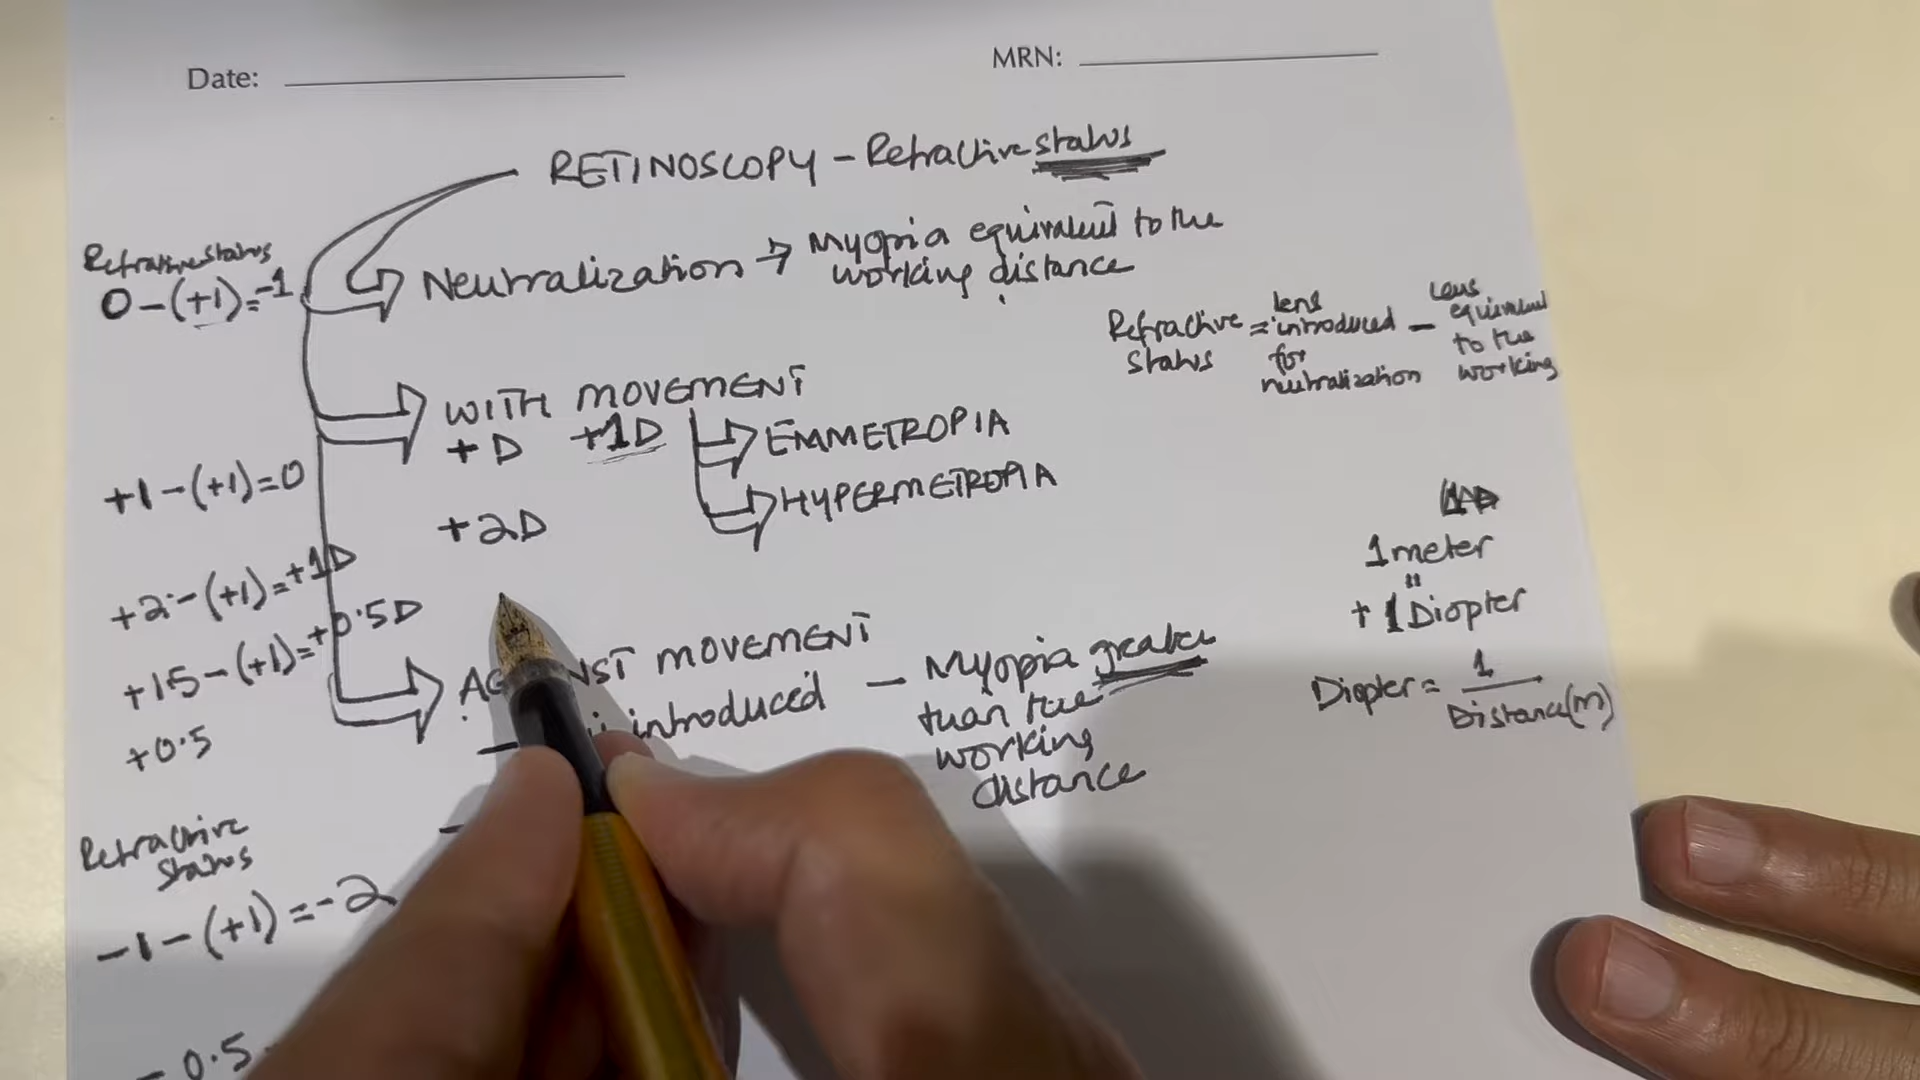 Date:
MRN:
RETINOSCOPY - Refractive status
Neutralization → Myopia equivalent to the
working distance
Refractive status
0 - (+1) = -1
Refractive status = lens introduced for neutralization - Lens equivalent to the working
WITH MOVEMENT
+D +1D
EMMETROPIA
HYPERMETROPIA
+2D
+1 - (+1) = 0
+2 - (+1) = +1D
+1.5 - (+1) = +0.5D
+0.5
1 meter
"
+ 1 Diopter
Diopter = 1
Distance (m)
MOVEMENT
introduced
- Myopia greater
than the
working
distance
Refractive
status
-1 - (+1) = -2
- 0.5